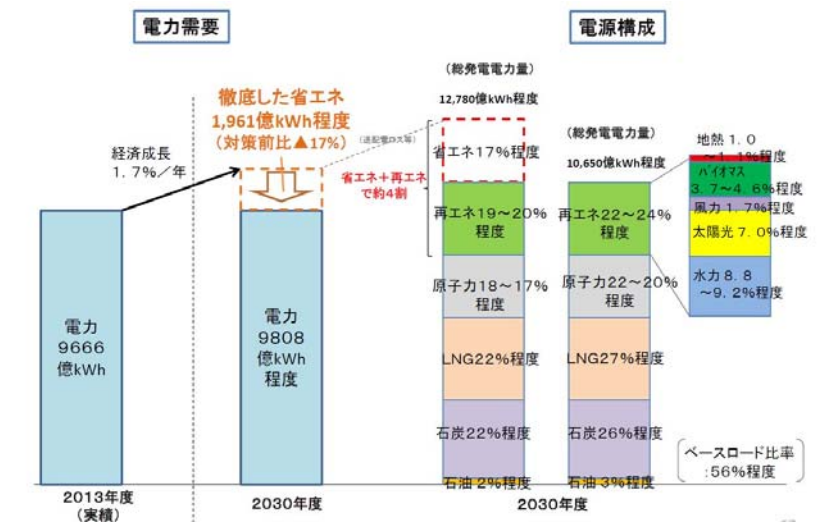 電力需要
電源構成
徹底した省エネ
1,961億kWh程度
(対策前比▲17%)
経済成長
1.7%/年
(送配電ロス等)
省エネ+再エネ
で約4割
電力
9666
億kWh
電力
9808
億kWh
程度
2013年度
(実績)
2030年度
(総発電電力量)
12,780億kWh程度
省エネ17%程度
再エネ19~20%
程度
原子力18~17%
程度
LNG22%程度
石炭22%程度
石油 2%程度
(総発電電力量)
10,650億kWh程度
再エネ22~24%
程度
原子力22~20%
程度
LNG27%程度
石炭26%程度
石油 3%程度
2030年度
地熱1.0
~1.1%程度
バイオマス
3.7~4.6%程度
風力1.7%程度
太陽光7.0%程度
水力8.8
~9.2%程度
ベースロード比率
:56%程度